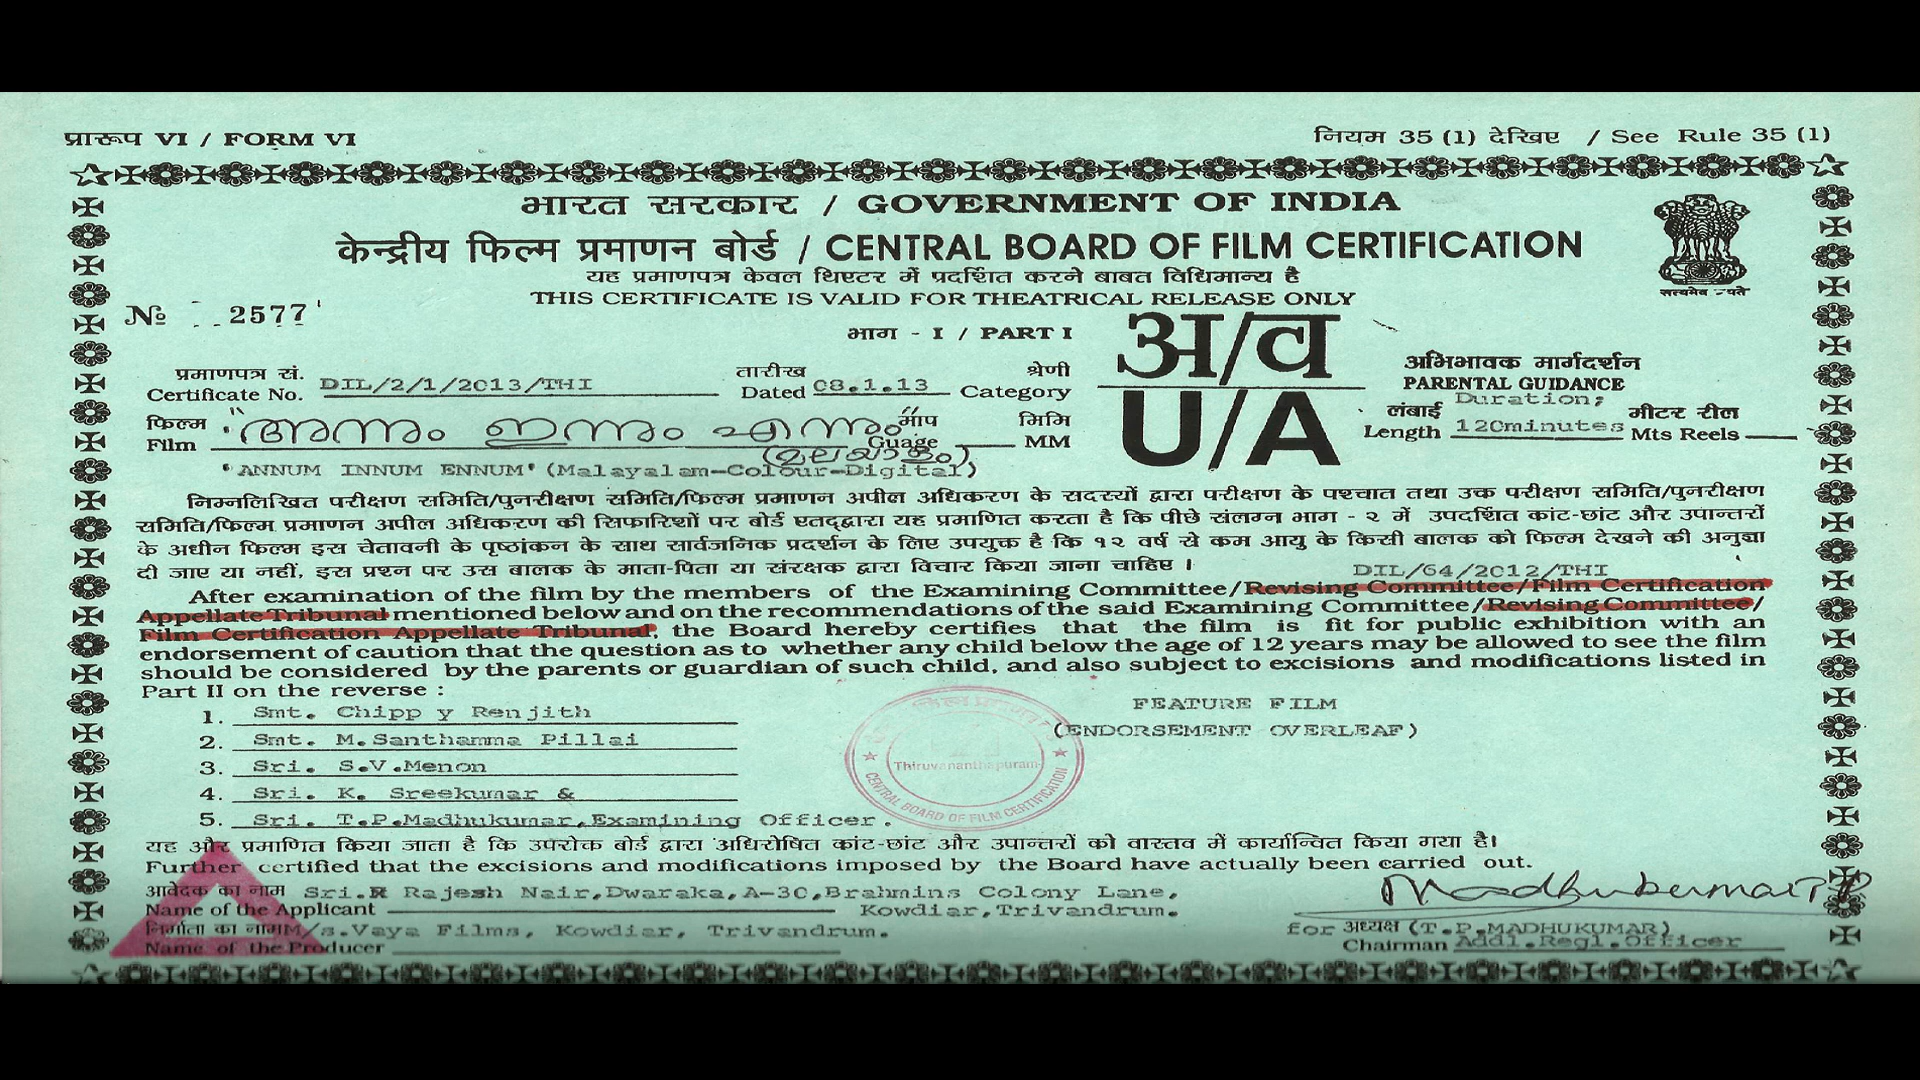 प्रारूप VI / FORM VI
नियम 35 (1) देखिए / See Rule 35 (1)
भारत सरकार / GOVERNMENT OF INDIA
केन्द्रीय फिल्म प्रमाणन बोर्ड / CENTRAL BOARD OF FILM CERTIFICATION
यह प्रमाणपत्र केवल थिएटर में प्रदर्शित करने बाबत विधिमान्य है
THIS CERTIFICATE IS VALID FOR THEATRICAL RELEASE ONLY
सत्यमेव
№ 2577
भाग - I / PART I
अ/व
U/A
प्रमाणपत्र सं. तारीख श्रेणी
Certificate No. DIL/2/1/2013/THI Dated 08.1.13 Category
अभिभावक मार्गदर्शन
PARENTAL GUIDANCE
Duration;
लंबाई मीटर रील
Length 120minutes Mts Reels
फिल्म "അന്നും ഇന്നും എന്നും" माप मिमि
Film Guage MM
(മലയാളം)
'ANNUM INNUM ENNUM' (Malayalam-Colour-Digital)
निम्नलिखित परीक्षण समिति/पुनरीक्षण समिति/फिल्म प्रमाणन अपील अधिकरण के सदस्यों द्वारा परीक्षण के पश्चात तथा उक्त परीक्षण समिति/पुनरीक्षण
समिति/फिल्म प्रमाणन अपील अधिकरण की सिफारिशों पर बोर्ड एतद्द्वारा यह प्रमाणित करता है कि पीछे संलग्न भाग - २ में उपदर्शित कांट-छांट और उपान्तरों
के अधीन फिल्म इस चेतावनी के पृष्ठांकन के साथ सार्वजनिक प्रदर्शन के लिए उपयुक्त है कि १२ वर्ष से कम आयु के किसी बालक को फिल्म देखने की अनुज्ञा
दी जाए या नहीं, इस प्रश्न पर उस बालक के माता-पिता या संरक्षक द्वारा विचार किया जाना चाहिए ।
DIL/64/2012/THI
After examination of the film by the members of the Examining Committee/Revising Committee/Film Certification
Appellate Tribunal mentioned below and on the recommendations of the said Examining Committee/Revising Committee/
Film Certification Appellate Tribunal, the Board hereby certifies that the film is fit for public exhibition with an
endorsement of caution that the question as to whether any child below the age of 12 years may be allowed to see the film
should be considered by the parents or guardian of such child, and also subject to excisions and modifications listed in
Part II on the reverse :
1. Smt. Chipp y Renjith
2. Smt. M.Santhamma Pillai
3. Sri. S.V.Menon
4. Sri. K. Sreekumar &
5. Sri. T.P.Madhukumar,Examining Officer.
FEATURE FILM
(ENDORSEMENT OVERLEAF)
Thiruvananthapuram
CENTRAL BOARD OF FILM CERTIFICATION
यह और प्रमाणित किया जाता है कि उपरोक्त बोर्ड द्वारा अधिरोपित कांट-छांट और उपान्तरों को वास्तव में कार्यान्वित किया गया है।
Further certified that the excisions and modifications imposed by the Board have actually been carried out.
आवेदक का नाम Sri.R Rajesh Nair,Dwaraka,A-30,Brahmins Colony Lane,
Name of the Applicant Kowdiar,Trivandrum.
निर्माता का नाम M/s.Vaya Films, Kowdiar, Trivandrum.
Name of the Producer
Madhukumar T P
for अध्यक्ष (T.P.MADHUKUMAR)
Chairman Addl.Regl.Officer